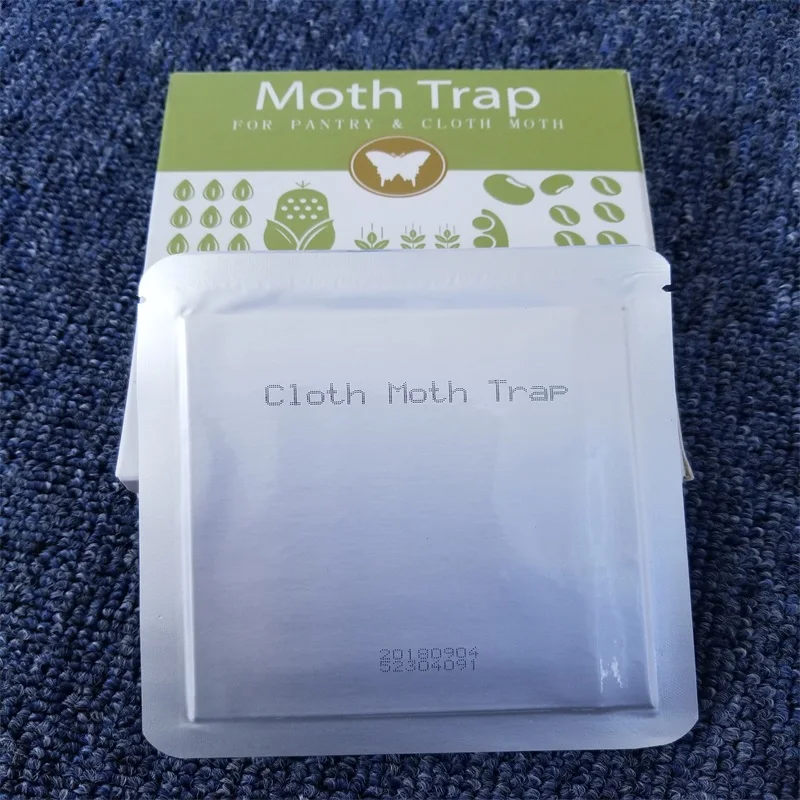 Moth Trap
FOR PANTRY & CLOTH MOTH
Cloth Moth Trap
20180904
52304091